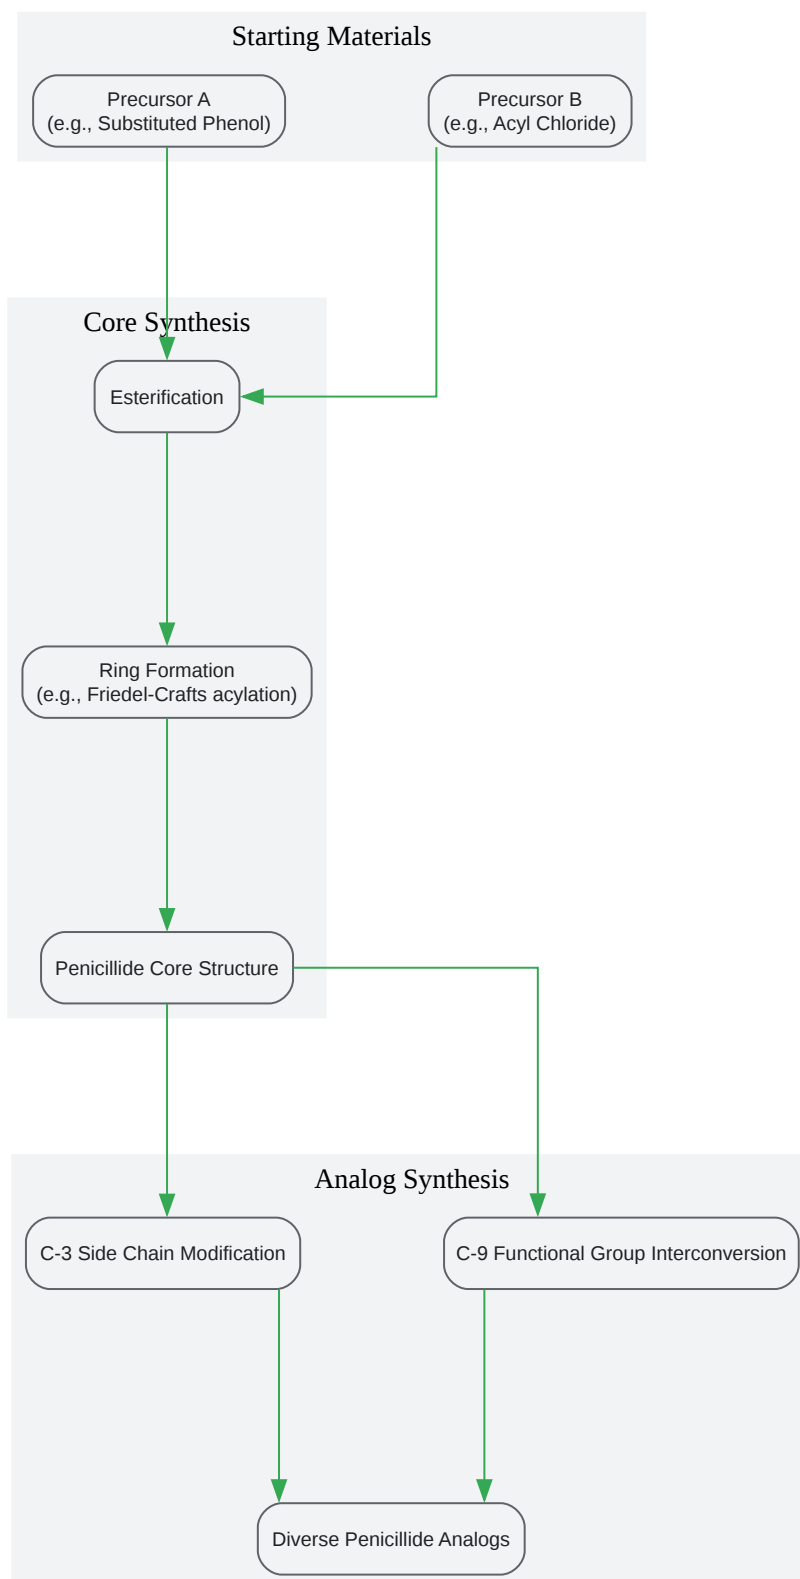 Starting Materials
Precursor A
(e.g., Substituted Phenol)
Precursor B
(e.g., Acyl Chloride)
Core Synthesis
Esterification
Ring Formation
(e.g., Friedel-Crafts acylation)
Penicillide Core Structure
Analog Synthesis
C-3 Side Chain Modification
C-9 Functional Group Interconversion
Diverse Penicillide Analogs